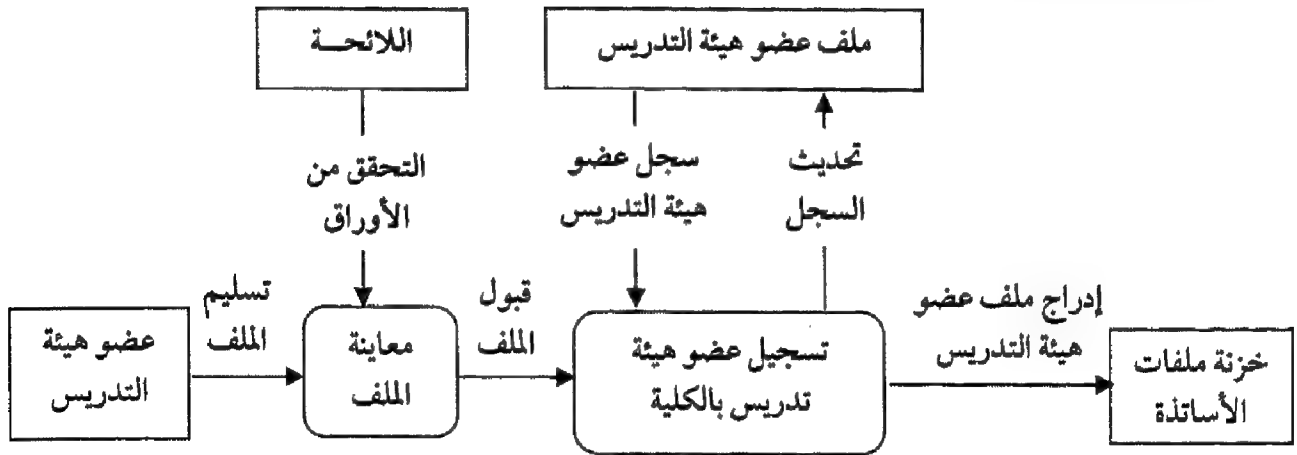 اللائحــة
ملف عضو هيئة التدريس
التحقق من
الأوراق
سجل عضو
هيئة التدريس
تحديث
السجل
عضو هيئة
التدريس
تسليم
الملف
معاينة
الملف
قبول
الملف
تسجيل عضو هيئة
تدريس بالكلية
إدراج ملف عضو
هيئة التدريس
خزنة ملفات
الأساتذة